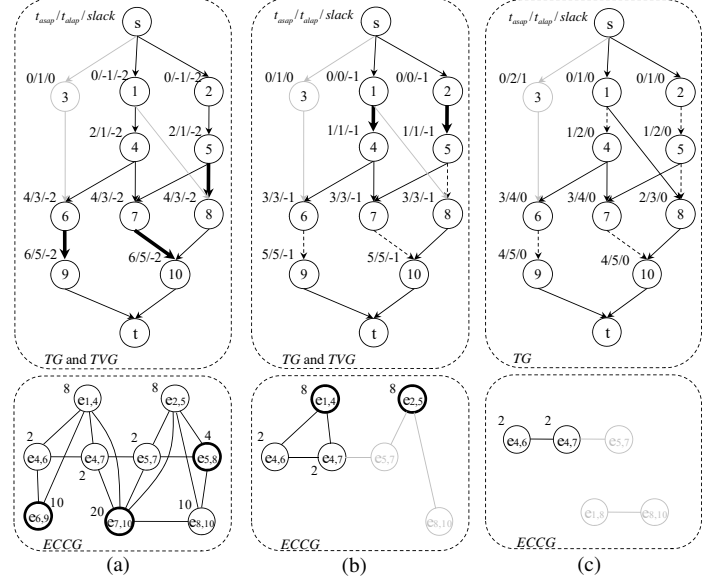 t_asap / t_alap / slack
s
0/1/0
0/-1/-2
0/-1/-2
3
1
2
2/1/-2
2/1/-2
4
5
4/3/-2
4/3/-2
4/3/-2
6
7
8
6/5/-2
6/5/-2
9
10
t
TG and TVG
8
8
e1,4
e2,5
2
2
4
e4,6
e4,7
e5,7
e5,8
2
10
20
10
e6,9
e7,10
e8,10
ECCG
(a)
t_asap / t_alap / slack
s
0/1/0
0/0/-1
0/0/-1
3
1
2
1/1/-1
1/1/-1
4
5
3/3/-1
3/3/-1
3/3/-1
6
7
8
5/5/-1
5/5/-1
9
10
t
TG and TVG
8
8
e1,4
e2,5
2
e4,6
e4,7
e5,7
2
e8,10
ECCG
(b)
t_asap / t_alap / slack
s
0/2/1
0/1/0
0/1/0
3
1
2
1/2/0
1/2/0
4
5
3/4/0
3/4/0
2/3/0
6
7
8
4/5/0
4/5/0
9
10
t
TG
2
2
e4,6
e4,7
e5,7
e1,8
e8,10
ECCG
(c)